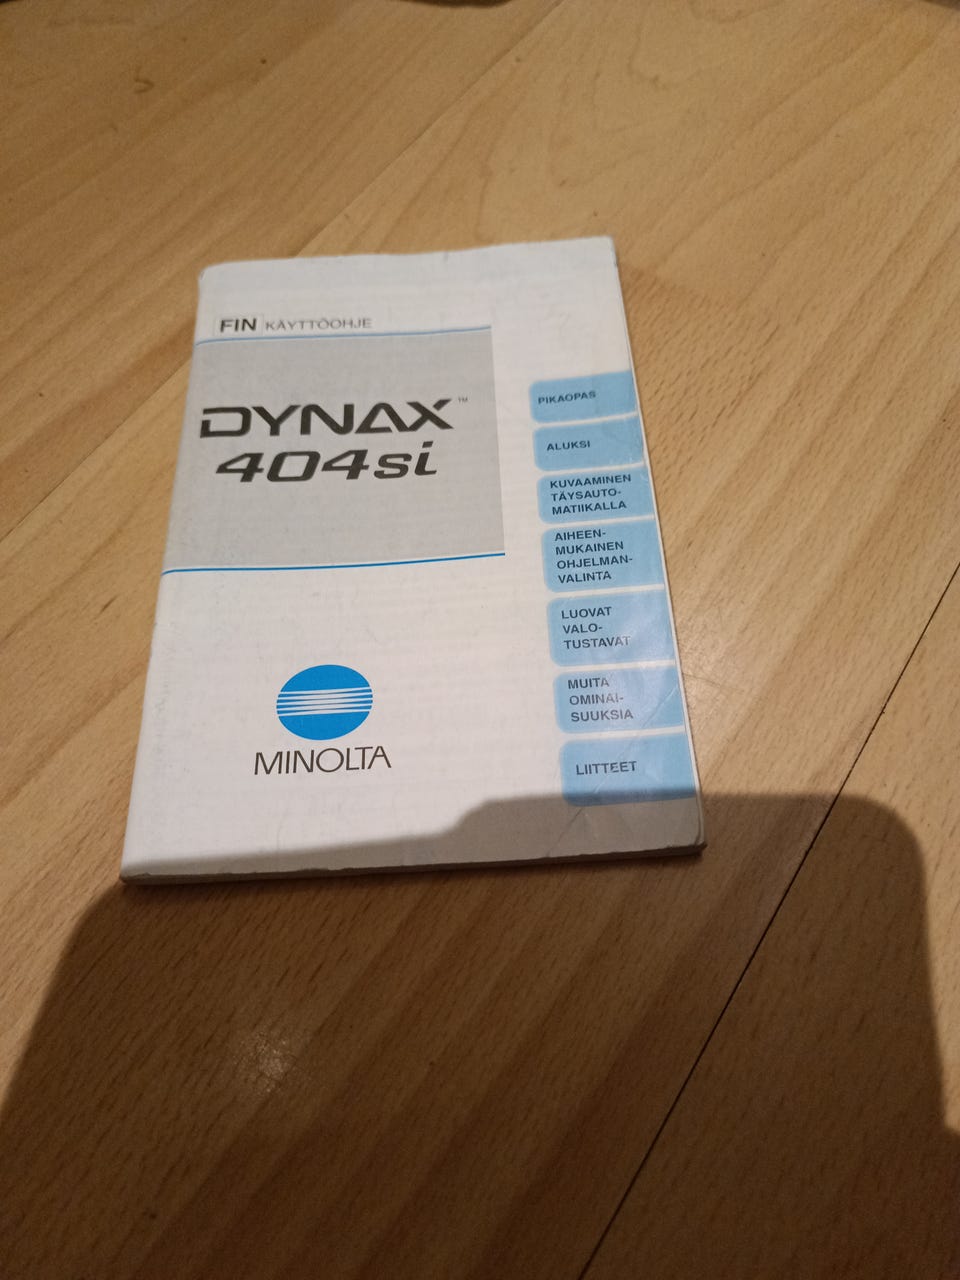 FIN KÄYTTÖOHJE
DYNAX™
404si
MINOLTA
PIKAOPAS
ALUKSI
KUVAAMINEN
TÄYSAUTO-
MATIIKALLA
AIHEEN-
MUKAINEN
OHJELMAN-
VALINTA
LUOVAT
VALO-
TUSTAVAT
MUITA
OMINAI-
SUUKSIA
LIITTEET